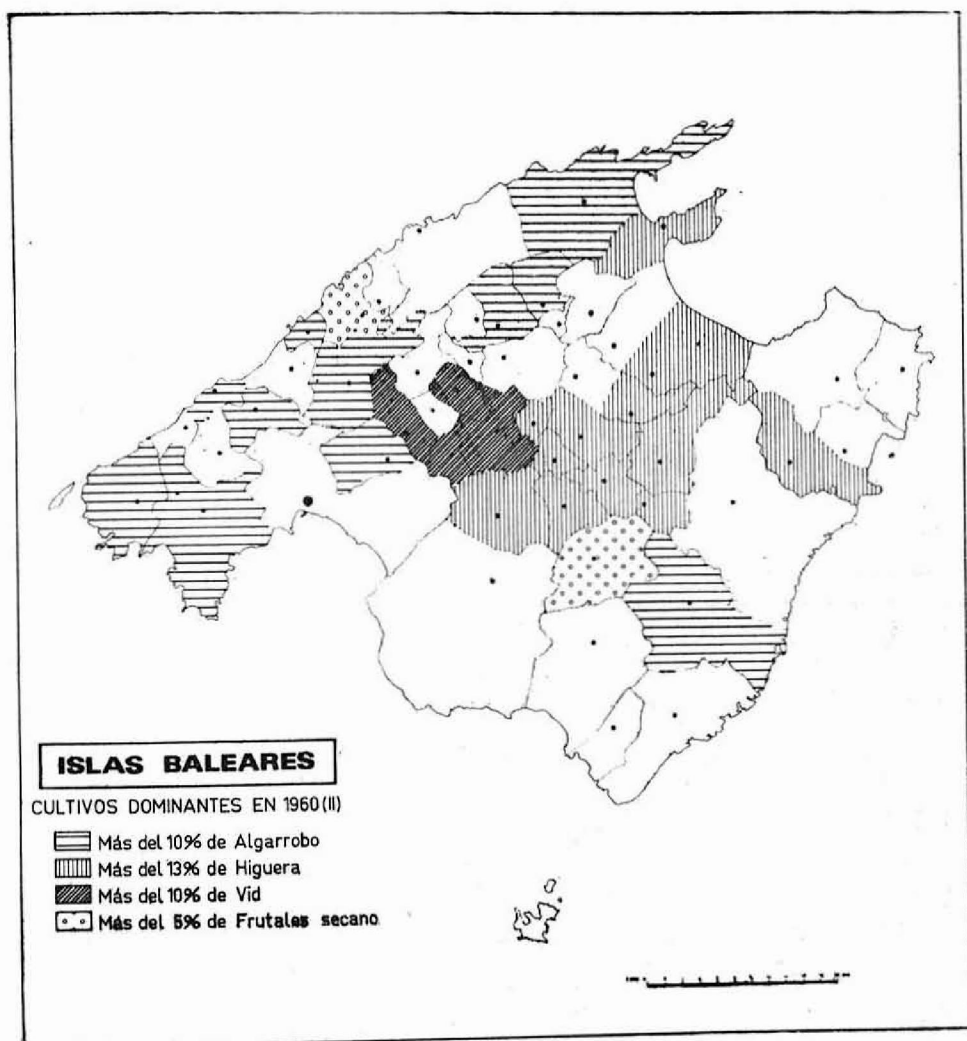 ISLAS BALEARES
CULTIVOS DOMINANTES EN 1960 (II)
Más del 10% de Algarrobo
Más del 13% de Higuera
Más del 10% de Vid
Más del 5% de Frutales secano